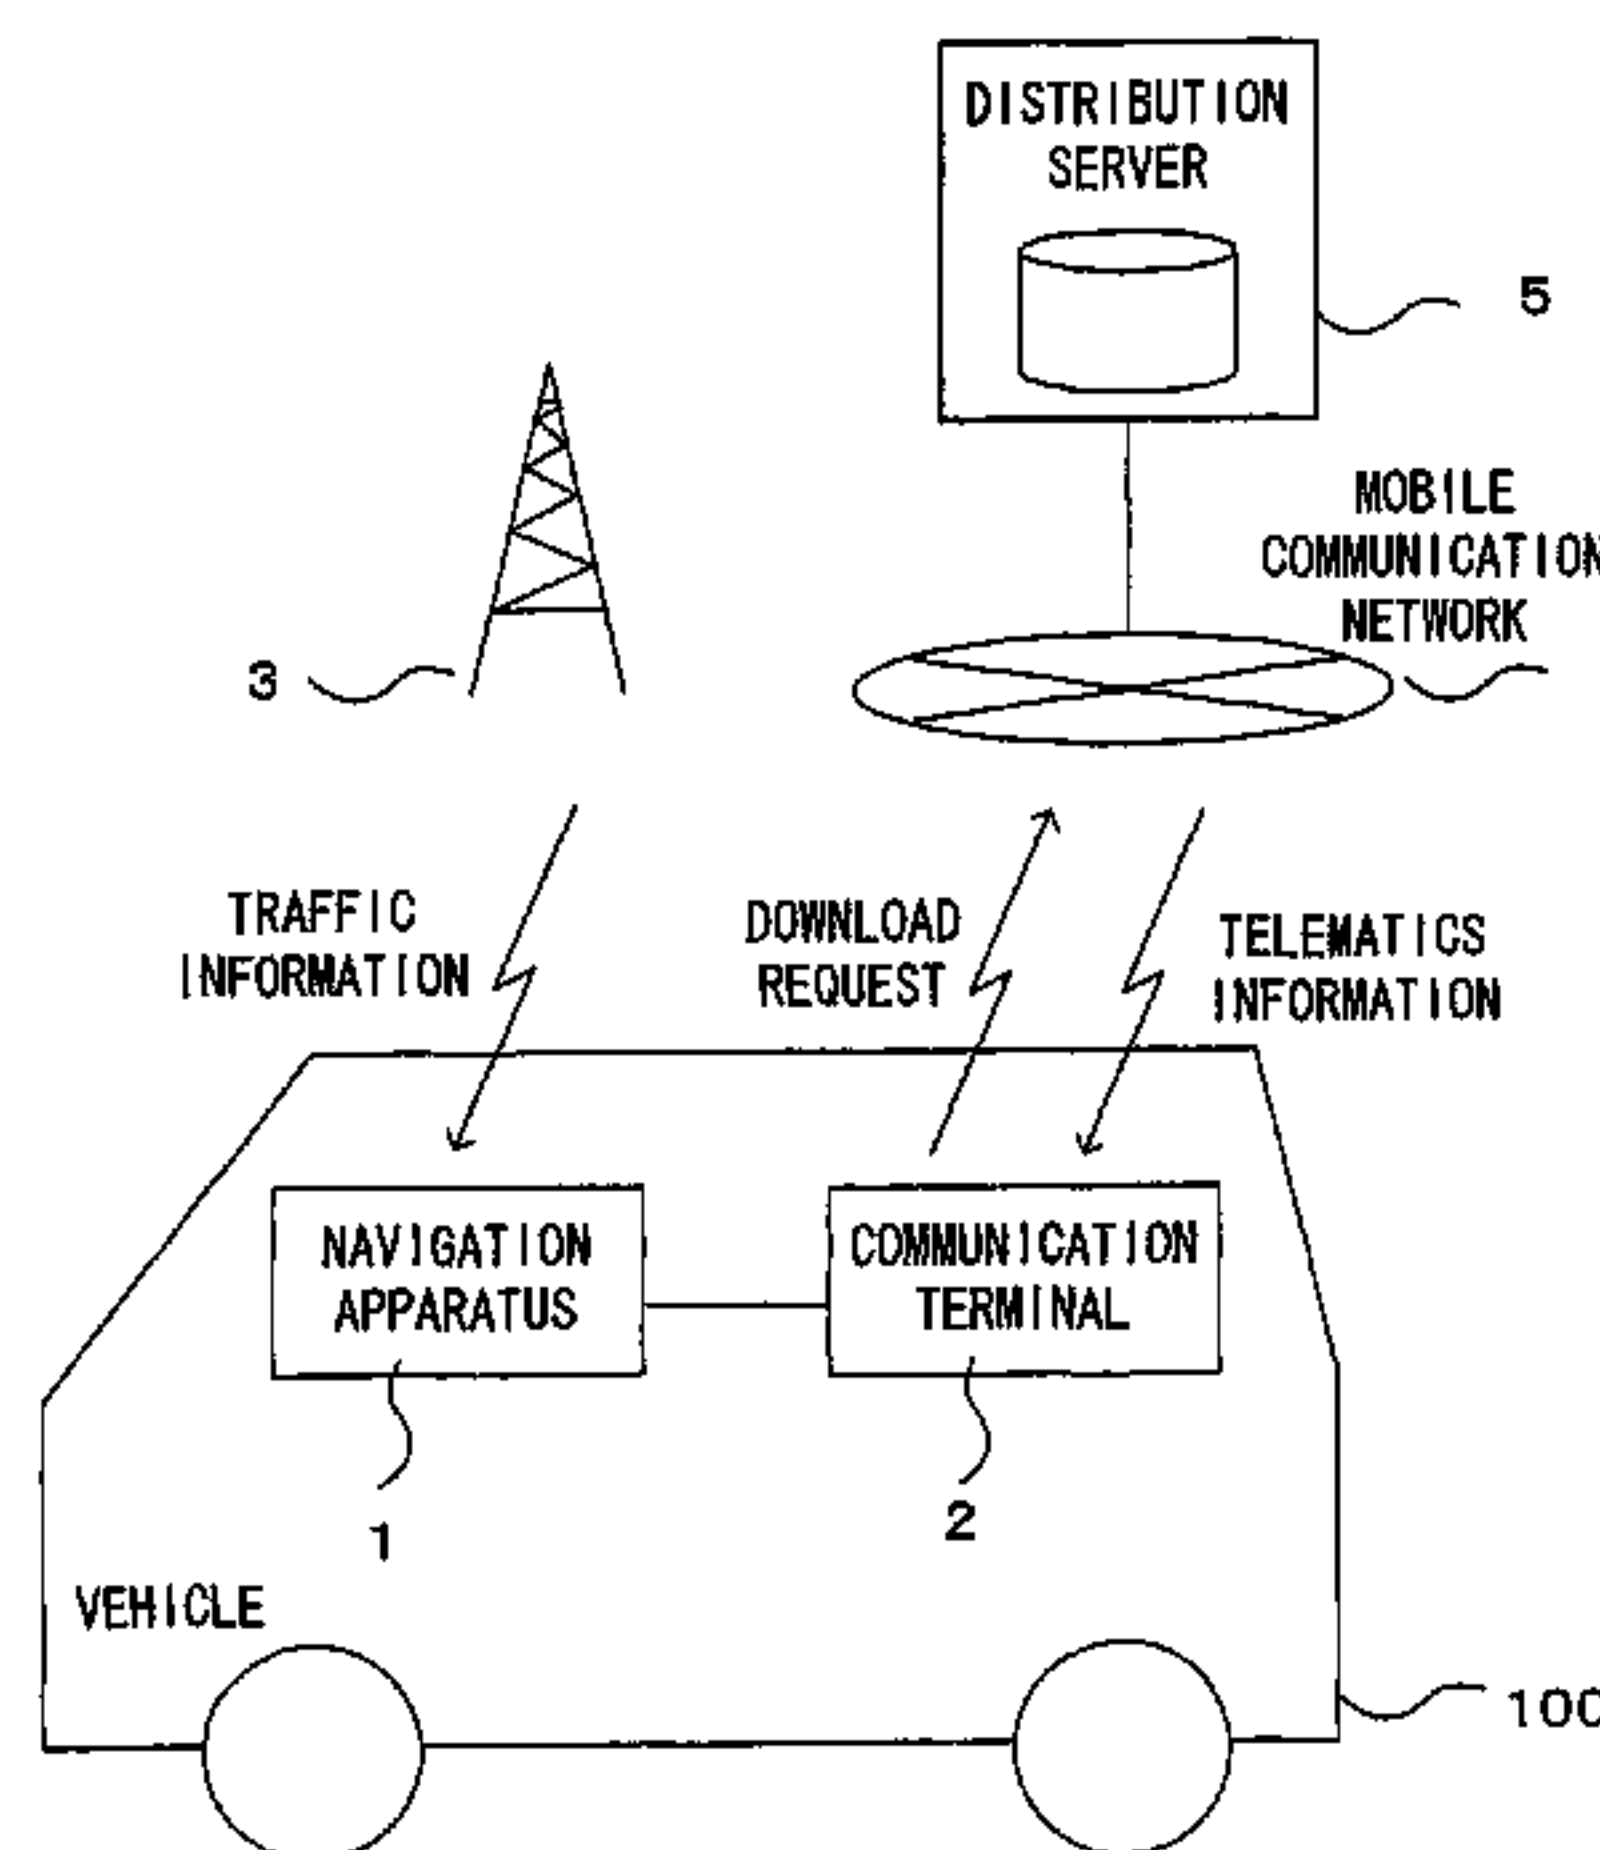 DISTRIBUTION
SERVER
5
MOBILE
COMMUNICATION
NETWORK
3
TRAFFIC
INFORMATION
DOWNLOAD
REQUEST
TELEMATICS
INFORMATION
NAVIGATION
APPARATUS
COMMUNICATION
TERMINAL
1
2
VEHICLE
100